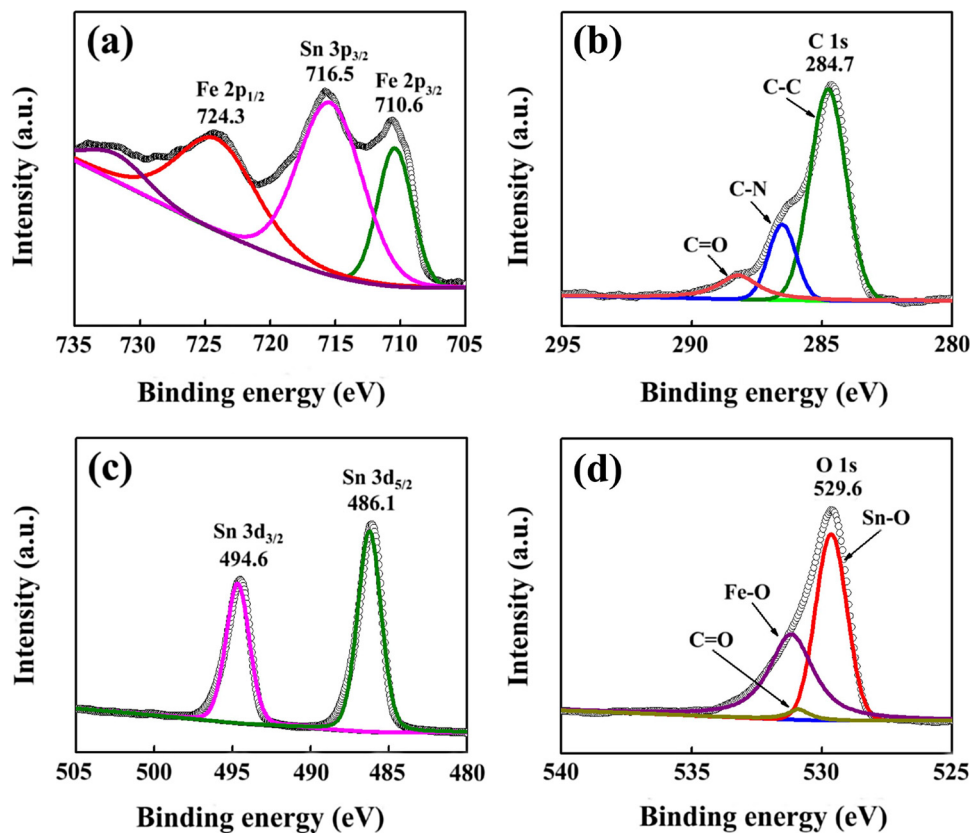 (a)
Sn 3p3/2
716.5
Fe 2p3/2
710.6
Fe 2p1/2
724.3
Intensity (a.u.)
735 730 725 720 715 710 705
Binding energy (eV)
(b)
C 1s
284.7
C-C
C-N
C=O
Intensity (a.u.)
295 290 285 280
Binding energy (eV)
(c)
Sn 3d5/2
486.1
Sn 3d3/2
494.6
Intensity (a.u.)
505 500 495 490 485 480
Binding energy (eV)
(d)
O 1s
529.6
Sn-O
Fe-O
C=O
Intensity (a.u.)
540 535 530 525
Binding energy (eV)